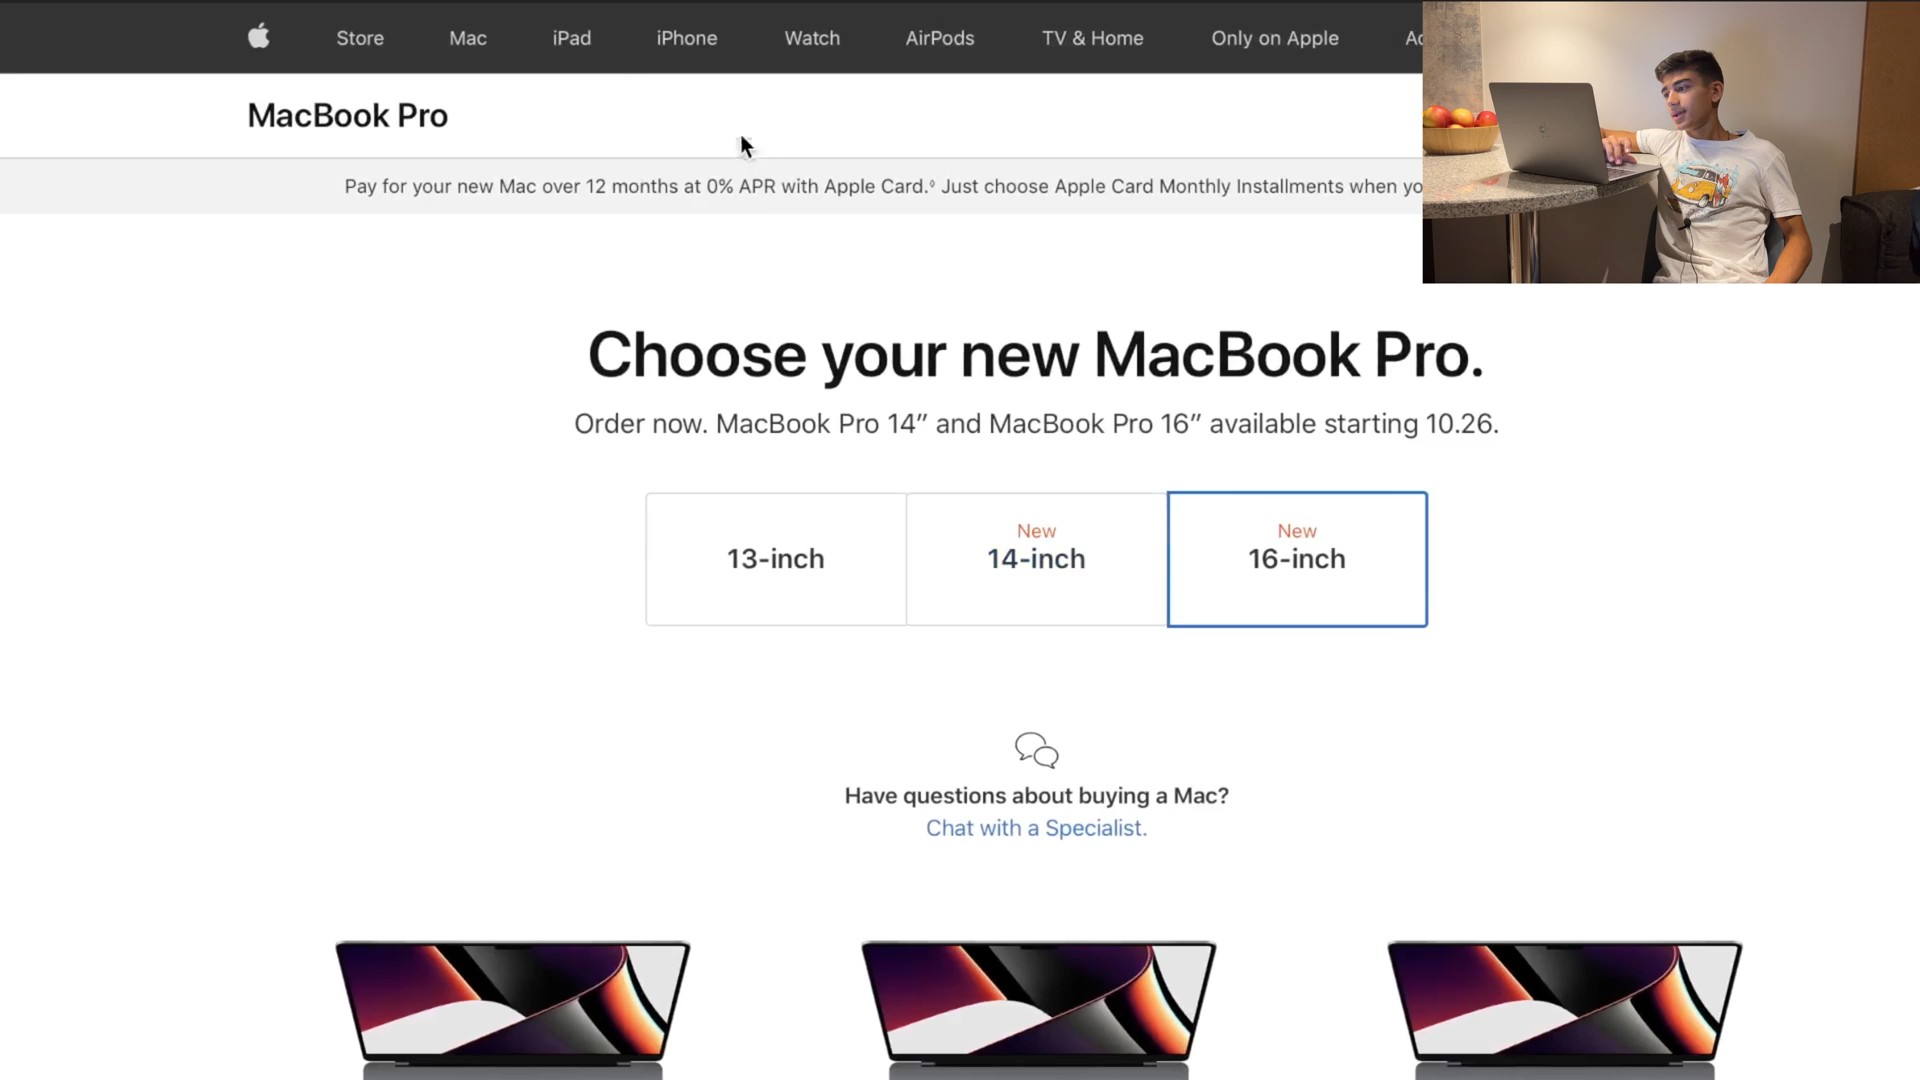 Store Mac iPad iPhone Watch AirPods TV & Home Only on Apple
MacBook Pro
Pay for your new Mac over 12 months at 0% APR with Apple Card.◊ Just choose Apple Card Monthly Installments when yo
Choose your new MacBook Pro.
Order now. MacBook Pro 14″ and MacBook Pro 16″ available starting 10.26.
13-inch
New
14-inch
New
16-inch
Have questions about buying a Mac?
Chat with a Specialist.